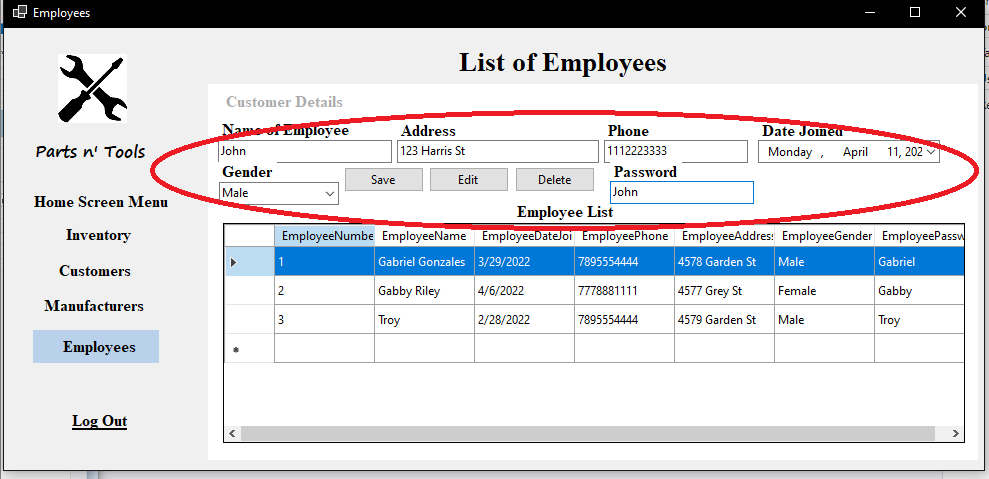 Employees
List of Employees
Customer Details
Name of Employee Address Phone Date Joined
John 123 Harris St 1112223333 Monday , April 11, 202
Parts n' Tools
Gender Save Edit Delete Password
Male John
Home Screen Menu
Employee List
Inventory
EmployeeNumbe EmployeeName EmployeeDateJoi EmployeePhone EmployeeAddress EmployeeGender EmployeePassw
Customers
1 Gabriel Gonzales 3/29/2022 7895554444 4578 Garden St Male Gabriel
2 Gabby Riley 4/6/2022 7778881111 4577 Grey St Female Gabby
Manufacturers
3 Troy 2/28/2022 7895554444 4579 Garden St Male Troy
Employees
Log Out